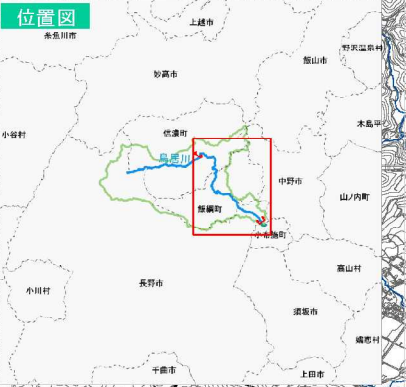 位置図
上越市
糸魚川市
野沢温泉村
飯山市
妙高市
木島平
信濃町
小谷村
鳥居川
中野市
山ノ内町
飯綱町
小布施町
高山村
長野市
小川村
須坂市
嬬恋村
千曲市
上田市